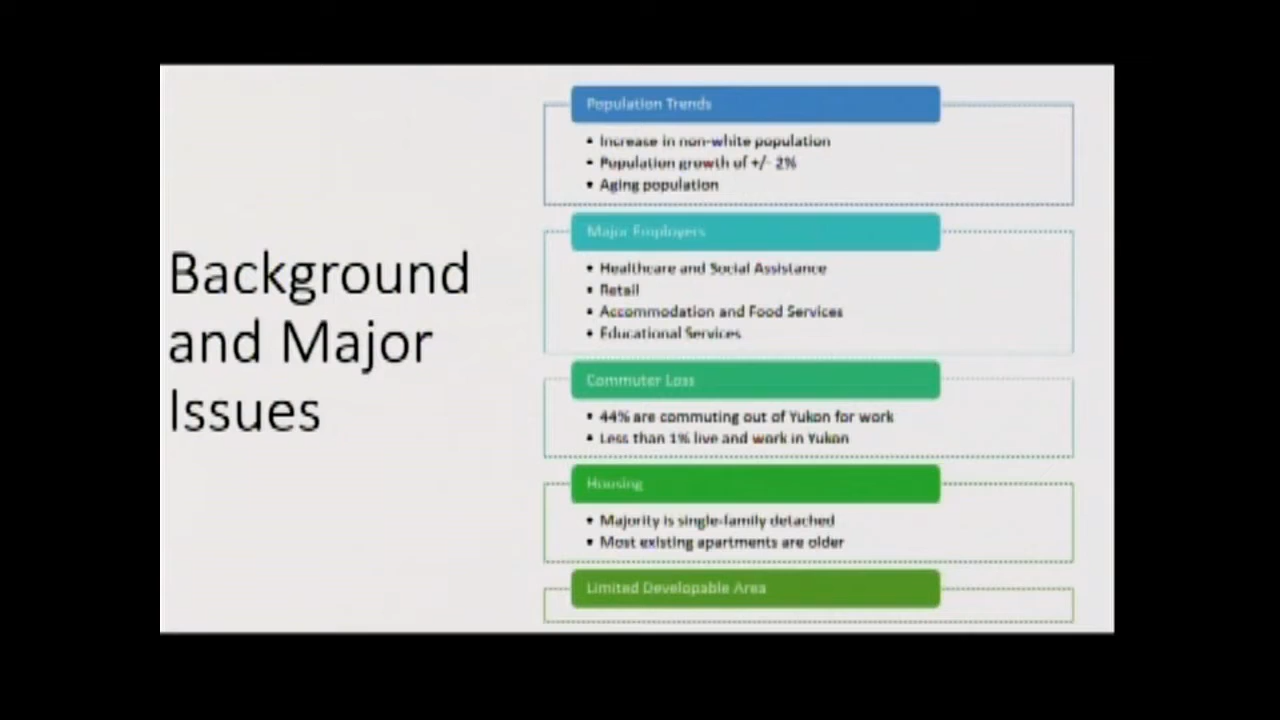 Background
and Major
Issues
Population Trends
• Increase in non-white population
• Population growth of +/- 2%
• Aging population
Major Employers
• Healthcare and Social Assistance
• Retail
• Accommodation and Food Services
• Educational Services
Commuter Loss
• 44% are commuting out of Yukon for work
• Less than 1% live and work in Yukon
Housing
• Majority is single-family detached
• Most existing apartments are older
Limited Developable Area